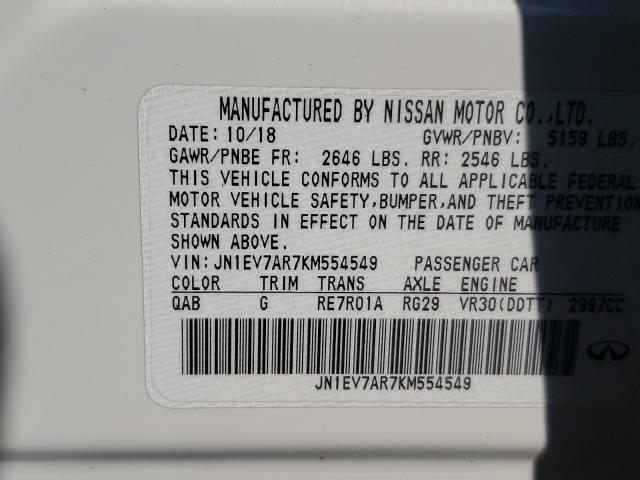 MANUFACTURED BY NISSAN MOTOR CO.,LTD.
DATE: 10/18 GVWR/PNBV: 5159 LBS.
GAWR/PNBE FR: 2646 LBS. RR: 2546 LBS.
THIS VEHICLE CONFORMS TO ALL APPLICABLE FEDERAL
MOTOR VEHICLE SAFETY,BUMPER,AND THEFT PREVENTION
STANDARDS IN EFFECT ON THE DATE OF MANUFACTURE
SHOWN ABOVE.
VIN:JN1EV7AR7KM554549 PASSENGER CAR
COLOR TRIM TRANS AXLE ENGINE
QAB G RE7R01A RG29 VR30(DDTT) 2997CC
JN1EV7AR7KM554549